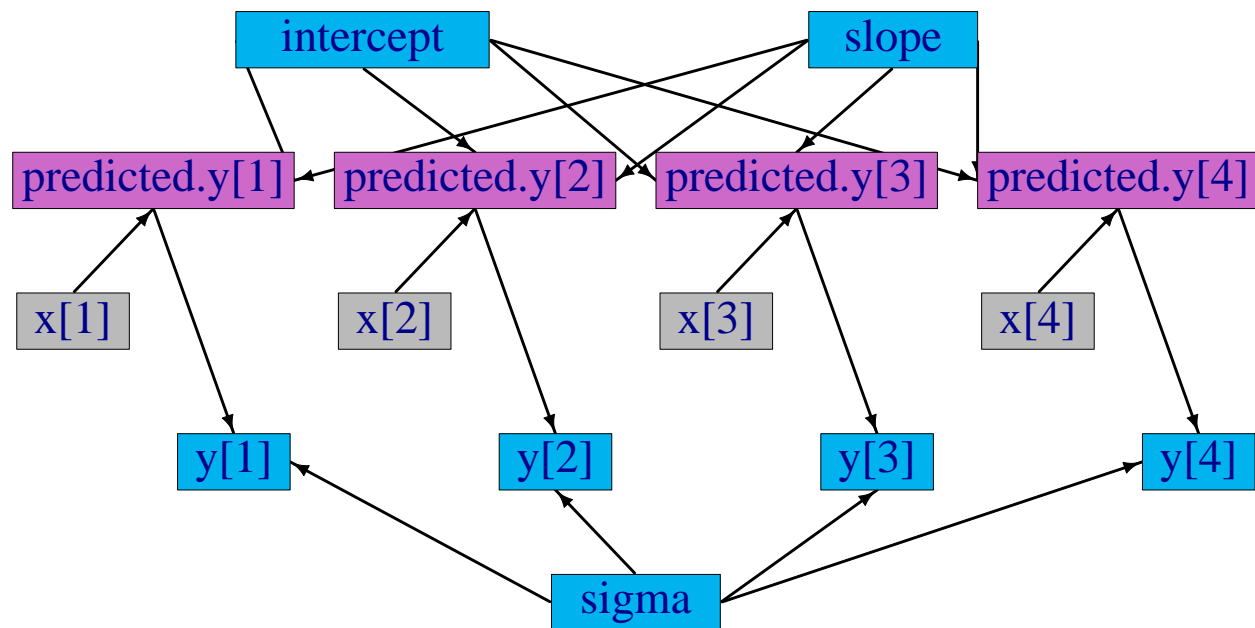 intercept
slope
predicted.y[1]
predicted.y[2]
predicted.y[3]
predicted.y[4]
x[1]
x[2]
x[3]
x[4]
y[1]
y[2]
y[3]
y[4]
sigma